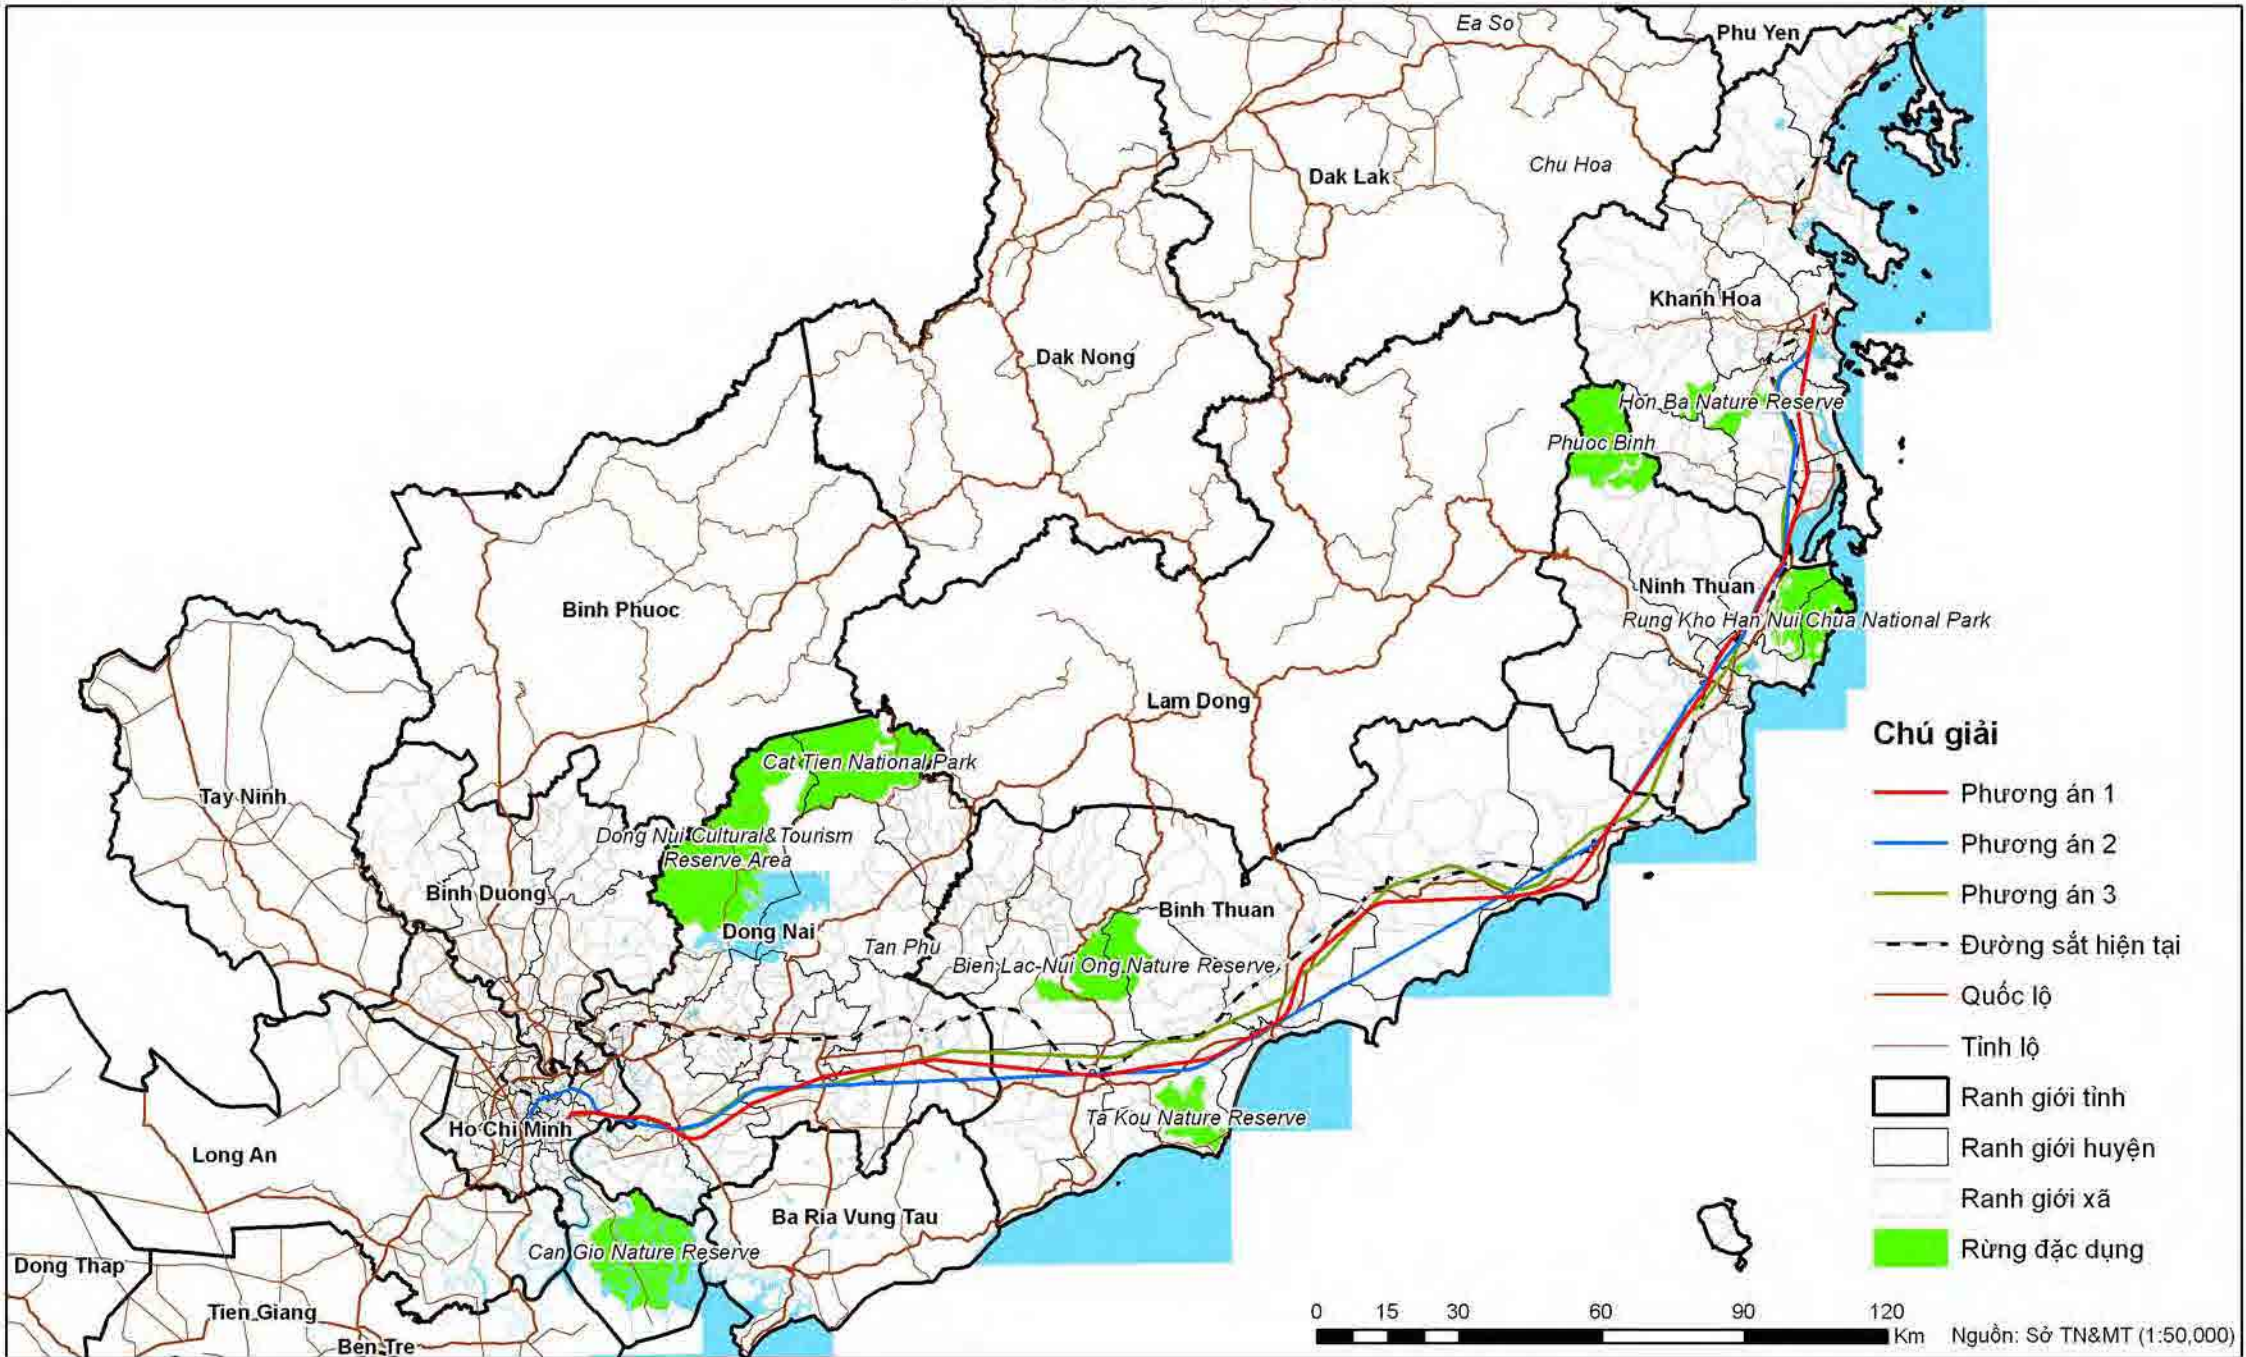 Ea So
Phu Yen
Dak Lak
Chu Hoa
Khanh Hoa
Dak Nong
Hon Ba Nature Reserve
Phuoc Binh
Ninh Thuan
Rung Kho Han Nui Chua National Park
Binh Phuoc
Lam Dong
Cat Tien National Park
Tay Ninh
Dong Nui Cultural&Tourism
Reserve Area
Binh Duong
Binh Thuan
Dong Nai
Tan Phu
Bien Lac-Nui Ong Nature Reserve
Ta Kou Nature Reserve
Ho Chi Minh
Long An
Ba Ria Vung Tau
Can Gio Nature Reserve
Dong Thap
Tien Giang
Ben Tre
Chú giải
Phương án 1
Phương án 2
Phương án 3
Đường sắt hiện tại
Quốc lộ
Tỉnh lộ
Ranh giới tỉnh
Ranh giới huyện
Ranh giới xã
Rừng đặc dụng
0 15 30 60 90 120
Km
Nguồn: Sở TN&MT (1:50,000)